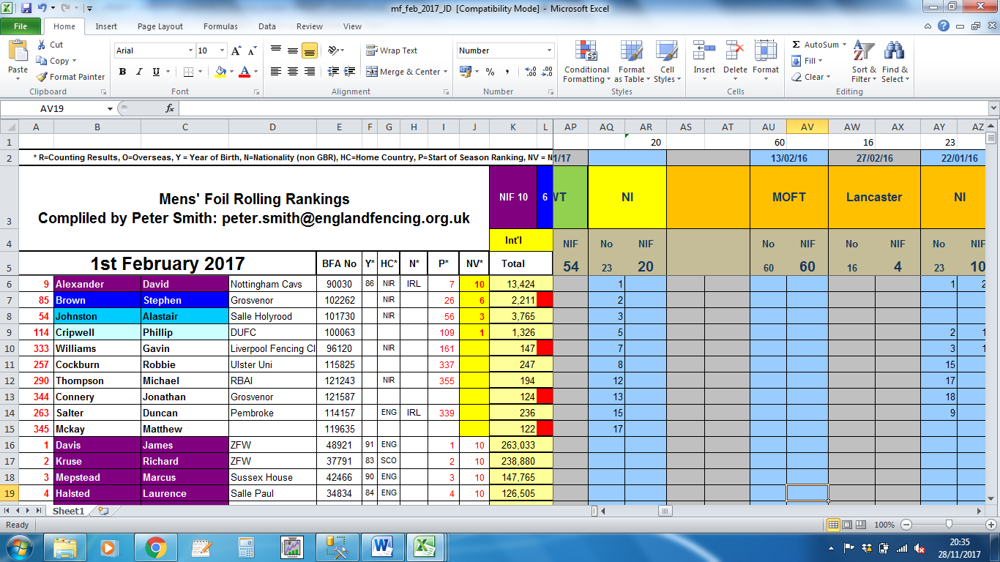 mf_feb_2017_JD [Compatibility Mode] - Microsoft Excel
File Home Insert Page Layout Formulas Data Review View
Paste Cut Copy Format Painter Clipboard
Arial 10 A A B I U A Font
Wrap Text Merge & Center Alignment
Number % , Number
Conditional Formatting Format as Table Cell Styles Styles
Insert Delete Format Cells
Σ AutoSum Fill Clear Sort & Filter Find & Select Editing
AV19 fx
A B C D E F G H I J K L AP AQ AR AS AT AU AV AW AX AY AZ
1 20 60 16 23
2 * R=Counting Results, O=Overseas, Y = Year of Birth, N=Nationality (non GBR), HC=Home Country, P=Start of Season Ranking, NV = N 1/17 13/02/16 27/02/16 22/01/16
Mens' Foil Rolling Rankings
3 Compliled by Peter Smith: peter.smith@englandfencing.org.uk NIF 10 6 VT NI MOFT Lancaster NI
4 Int'l NIF No NIF No NIF No NIF No NIF
5 1st February 2017 BFA No Y* HC* N* P* NV* Total 54 23 20 60 60 16 4 23 10
6 9 Alexander David Nottingham Cavs 90030 86 NIR IRL 7 10 13,424 1 1 2
7 85 Brown Stephen Grosvenor 102262 NIR 26 6 2,211 2
8 54 Johnston Alastair Salle Holyrood 101730 NIR 56 3 3,765 3
9 114 Cripwell Phillip DUFC 100063 109 1 1,326 5 2 1
10 333 Williams Gavin Liverpool Fencing Cl 96120 NIR 161 147 7 3 1
11 257 Cockburn Robbie Ulster Uni 115825 337 247 8 15
12 290 Thompson Michael RBAI 121243 NIR 355 194 12 17
13 344 Connery Jonathan Grosvenor 121587 124 13 18
14 263 Salter Duncan Pembroke 114157 ENG IRL 339 236 15 9
15 345 Mckay Matthew 119635 122 17
16 1 Davis James ZFW 48921 91 ENG 1 10 263,033
17 2 Kruse Richard ZFW 37791 83 SCO 2 10 238,880
18 3 Mepstead Marcus Sussex House 42466 90 ENG 3 10 147,765
19 4 Halsted Laurence Salle Paul 34834 84 ENG 4 10 126,505
Sheet1
Ready 100%
20:35
28/11/2017